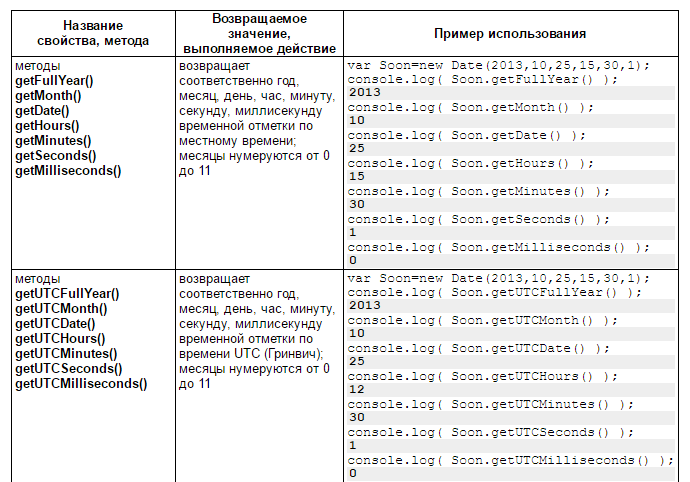 Название
свойства, метода
Возвращаемое
значение,
выполняемое действие
Пример использования
методы
getFullYear()
getMonth()
getDate()
getHours()
getMinutes()
getSeconds()
getMilliseconds()
возвращает
соответственно год,
месяц, день, час, минуту,
секунду, миллисекунду
временной отметки по
местному времени;
месяцы нумеруются от 0
до 11
var Soon=new Date(2013,10,25,15,30,1);
console.log( Soon.getFullYear() );
2013
console.log( Soon.getMonth() );
10
console.log( Soon.getDate() );
25
console.log( Soon.getHours() );
15
console.log( Soon.getMinutes() );
30
console.log( Soon.getSeconds() );
1
console.log( Soon.getMilliseconds() );
0
методы
getUTCFullYear()
getUTCMonth()
getUTCDate()
getUTCHours()
getUTCMinutes()
getUTCSeconds()
getUTCMilliseconds()
возвращает
соответственно год,
месяц, день, час, минуту,
секунду, миллисекунду
временной отметки по
времени UTC (Гринвич);
месяцы нумеруются от 0
до 11
var Soon=new Date(2013,10,25,15,30,1);
console.log( Soon.getUTCFullYear() );
2013
console.log( Soon.getUTCMonth() );
10
console.log( Soon.getUTCDate() );
25
console.log( Soon.getUTCHours() );
12
console.log( Soon.getUTCMinutes() );
30
console.log( Soon.getUTCSeconds() );
1
console.log( Soon.getUTCMilliseconds() );
0